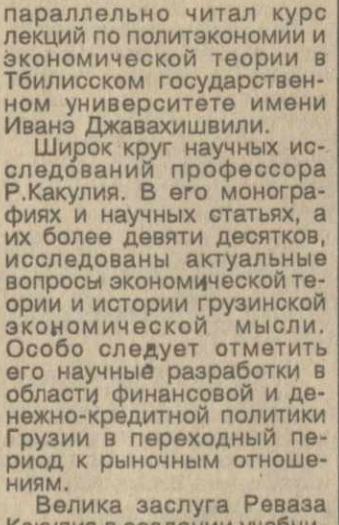 параллельно читал курс
лекций по политэкономии и
экономической теории в
Тбилисском государствен-
ном университете имени
Иванэ Джавахишвили.
Широк круг научных ис-
следований профессора
Р.Какулия. В его моногра-
фиях и научных статьях, а
их более девяти десятков,
исследованы актуальные
вопросы экономической те-
ории и истории грузинской
экономической мысли.
Особо следует отметить
его научные разработки в
области финансовой и де-
нежно-кредитной политики
Грузии в переходный пе-
риод к рыночным отноше-
ниям.
Велика заслуга Реваза